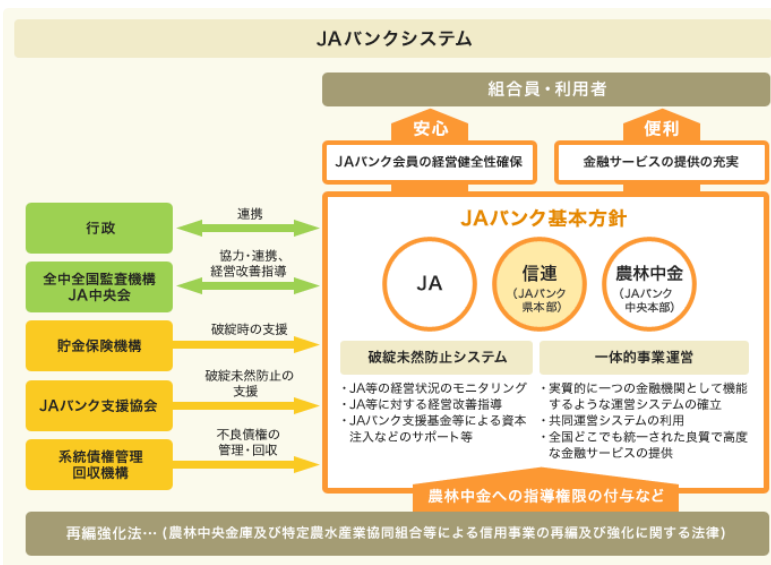 JAバンクシステム
組合員・利用者
安心
便利
JAバンク会員の経営健全性確保
金融サービスの提供の充実
行政
連携
全中全国監査機構
JA中央会
協力・連携、
経営改善指導
貯金保険機構
破綻時の支援
JAバンク支援協会
破綻未然防止の
支援
系統債権管理
回収機構
不良債権の
管理・回収
JAバンク基本方針
JA
信連
(JAバンク
県本部)
農林中金
(JAバンク
中央本部)
破綻未然防止システム
・JA等の経営状況のモニタリング
・JA等に対する経営改善指導
・JAバンク支援基金等による資本
注入などのサポート等
一体的事業運営
・実質的に一つの金融機関として機能
するような運営システムの確立
・共同運営システムの利用
・全国どこでも統一された良質で高度
な金融サービスの提供
農林中金への指導権限の付与など
再編強化法…(農林中央金庫及び特定農水産業協同組合等による信用事業の再編及び強化に関する法律)